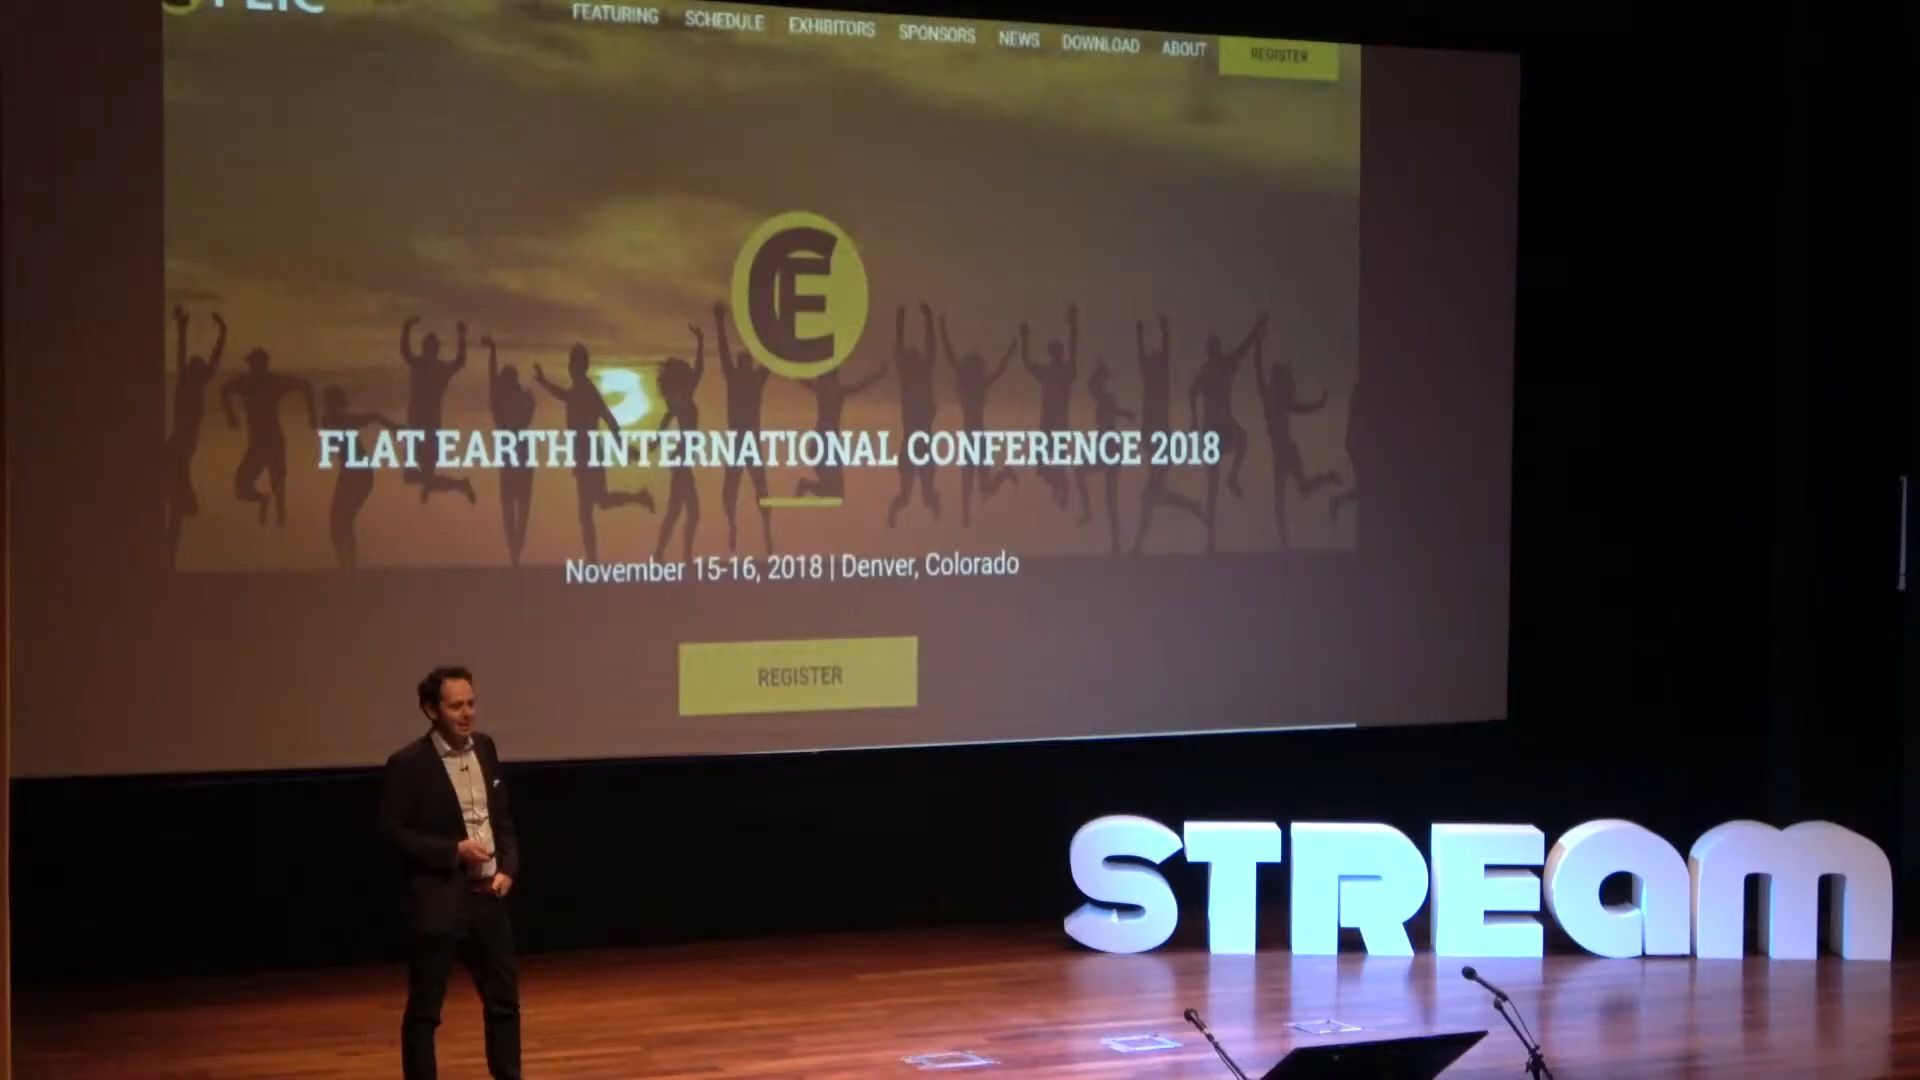 FEATURING SCHEDULE EXHIBITORS SPONSORS NEWS DOWNLOAD ABOUT REGISTER
FLAT EARTH INTERNATIONAL CONFERENCE 2018
November 15-16, 2018 | Denver, Colorado
REGISTER
STREAM